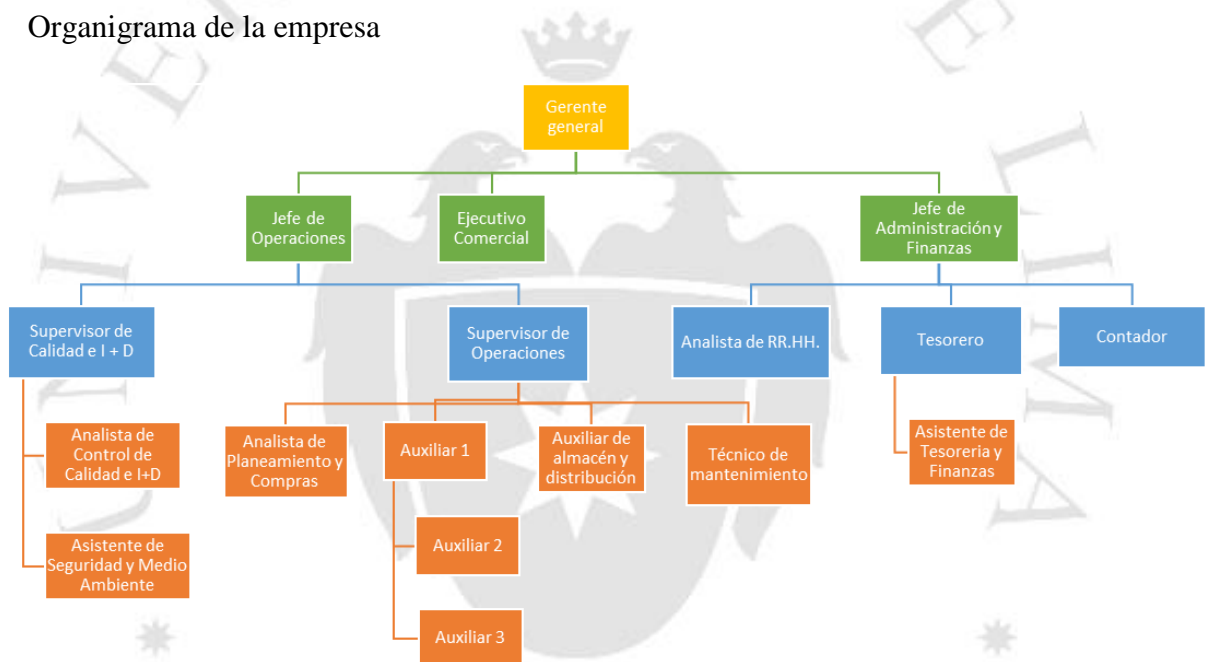 Organigrama de la empresa
Gerente
general
Jefe de
Operaciones
Ejecutivo
Comercial
Jefe de
Administración y
Finanzas
Supervisor de
Calidad e I + D
Supervisor de
Operaciones
Analista de RR.HH.
Tesorero
Contador
Analista de
Control de
Calidad e I+D
Asistente de
Seguridad y Medio
Ambiente
Analista de
Planeamiento y
Compras
Auxiliar 1
Auxiliar 2
Auxiliar 3
Auxiliar de
almacén y
distribución
Técnico de
mantenimiento
Asistente de
Tesoreria y
Finanzas